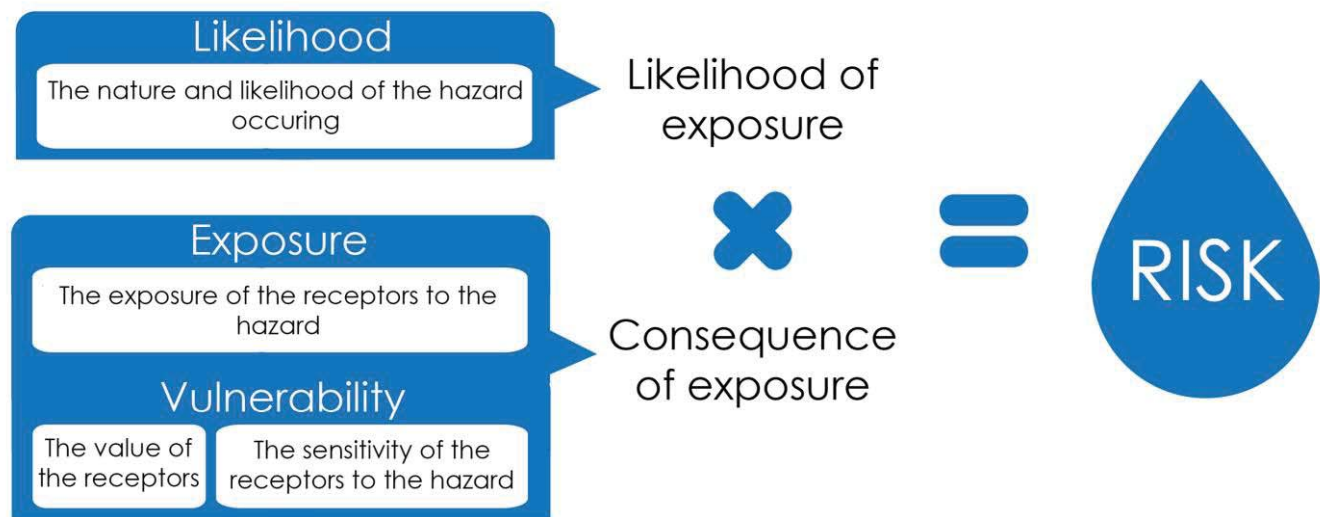 Likelihood
The nature and likelihood of the hazard
occuring
Likelihood of
exposure
Exposure
The exposure of the receptors to the
hazard
Vulnerability
The value of
the receptors
The sensitivity of the
receptors to the hazard
Consequence
of exposure
RISK